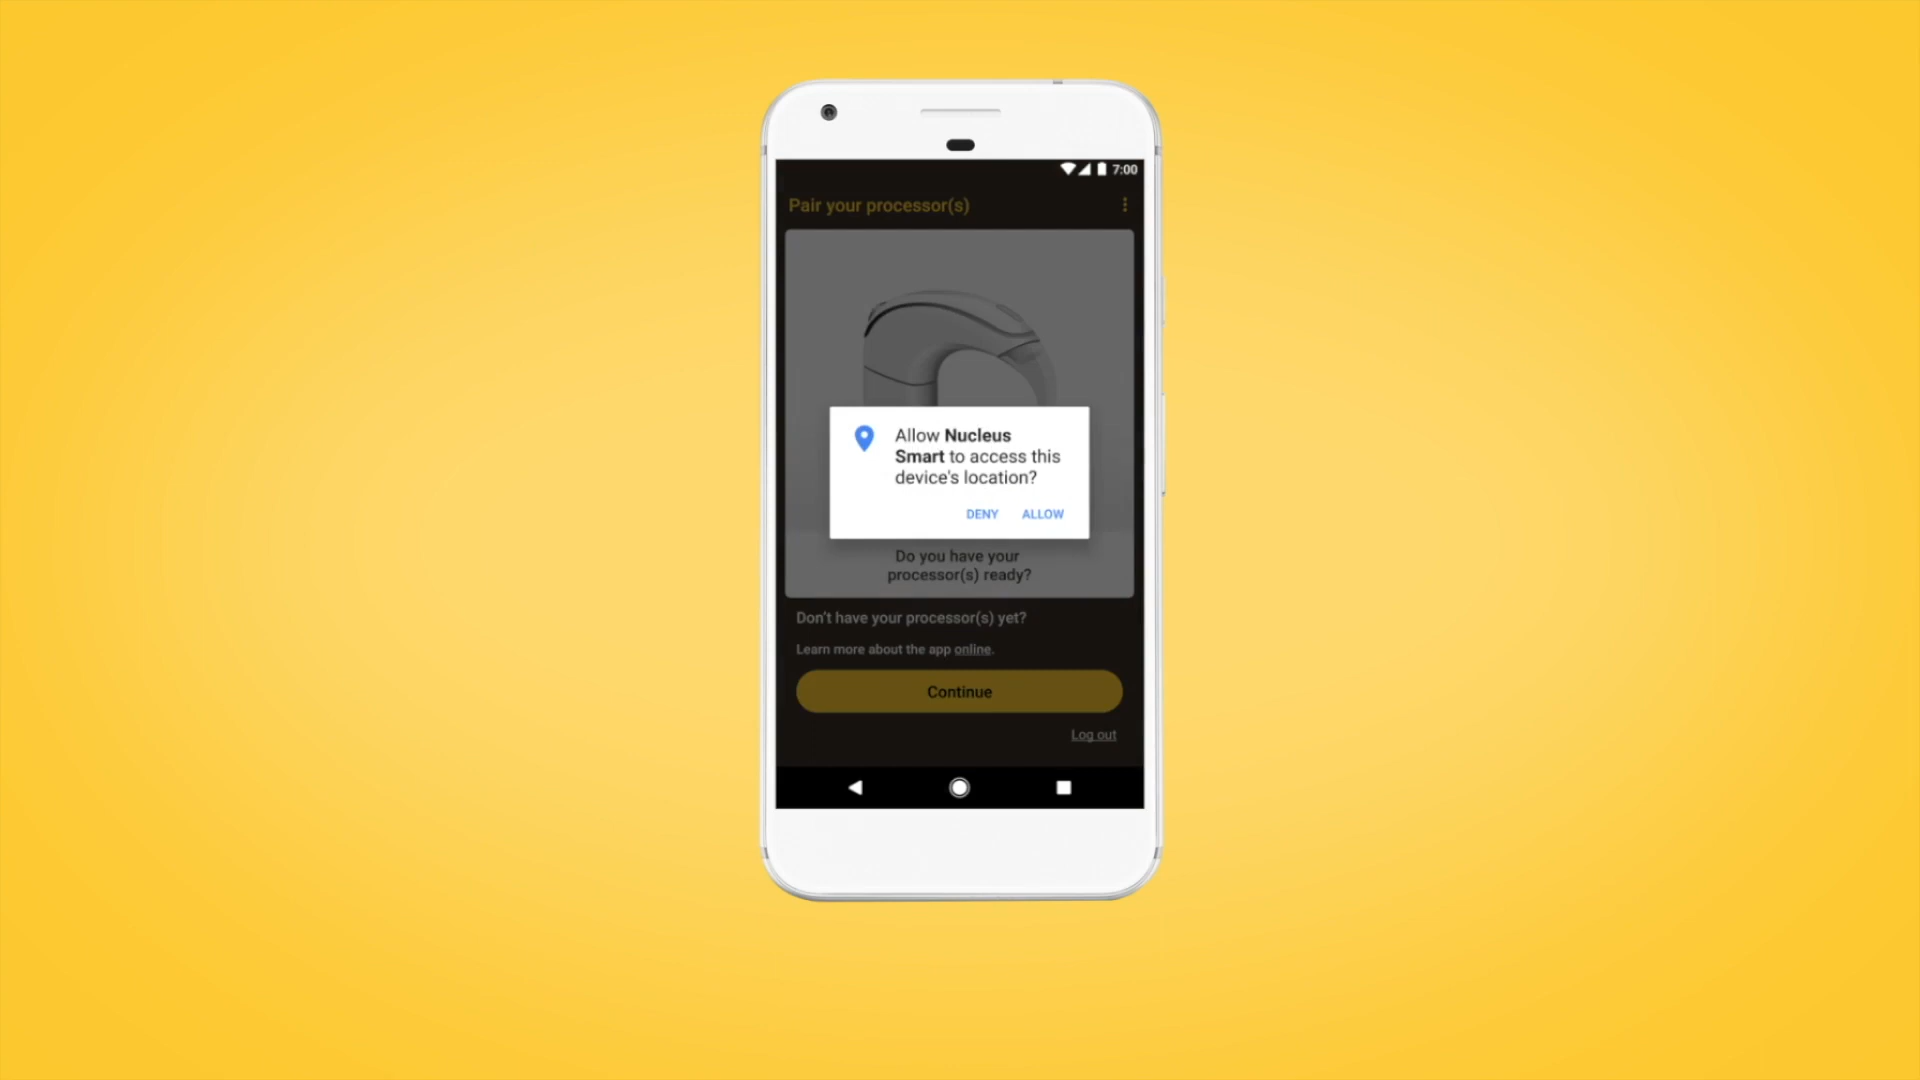 7:00
Pair your processor(s)
Allow Nucleus
Smart to access this
device's location?
DENY ALLOW
Do you have your
processor(s) ready?
Don't have your processor(s) yet?
Learn more about the app online.
Continue
Log out